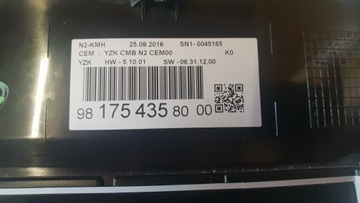 N2-KMH 25.08.2016 SN1- 0045165
CEM : YZK CMB N2 CEM00 K0
YZK HW - 5.10.01 SW - 06.31.12.00
98 175 435 80 00